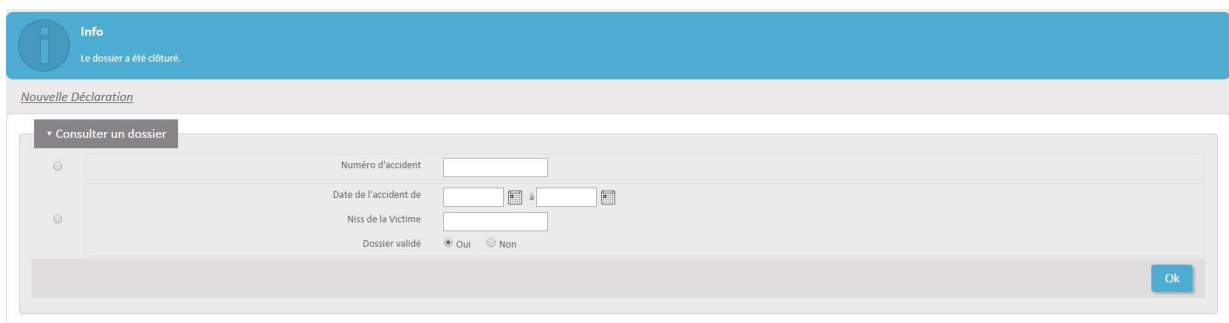 Info
Le dossier a été clôturé.
Nouvelle Déclaration
Consulter un dossier
Numéro d'accident
Date de l'accident de à
Niss de la Victime
Dossier validé Oui Non
Ok